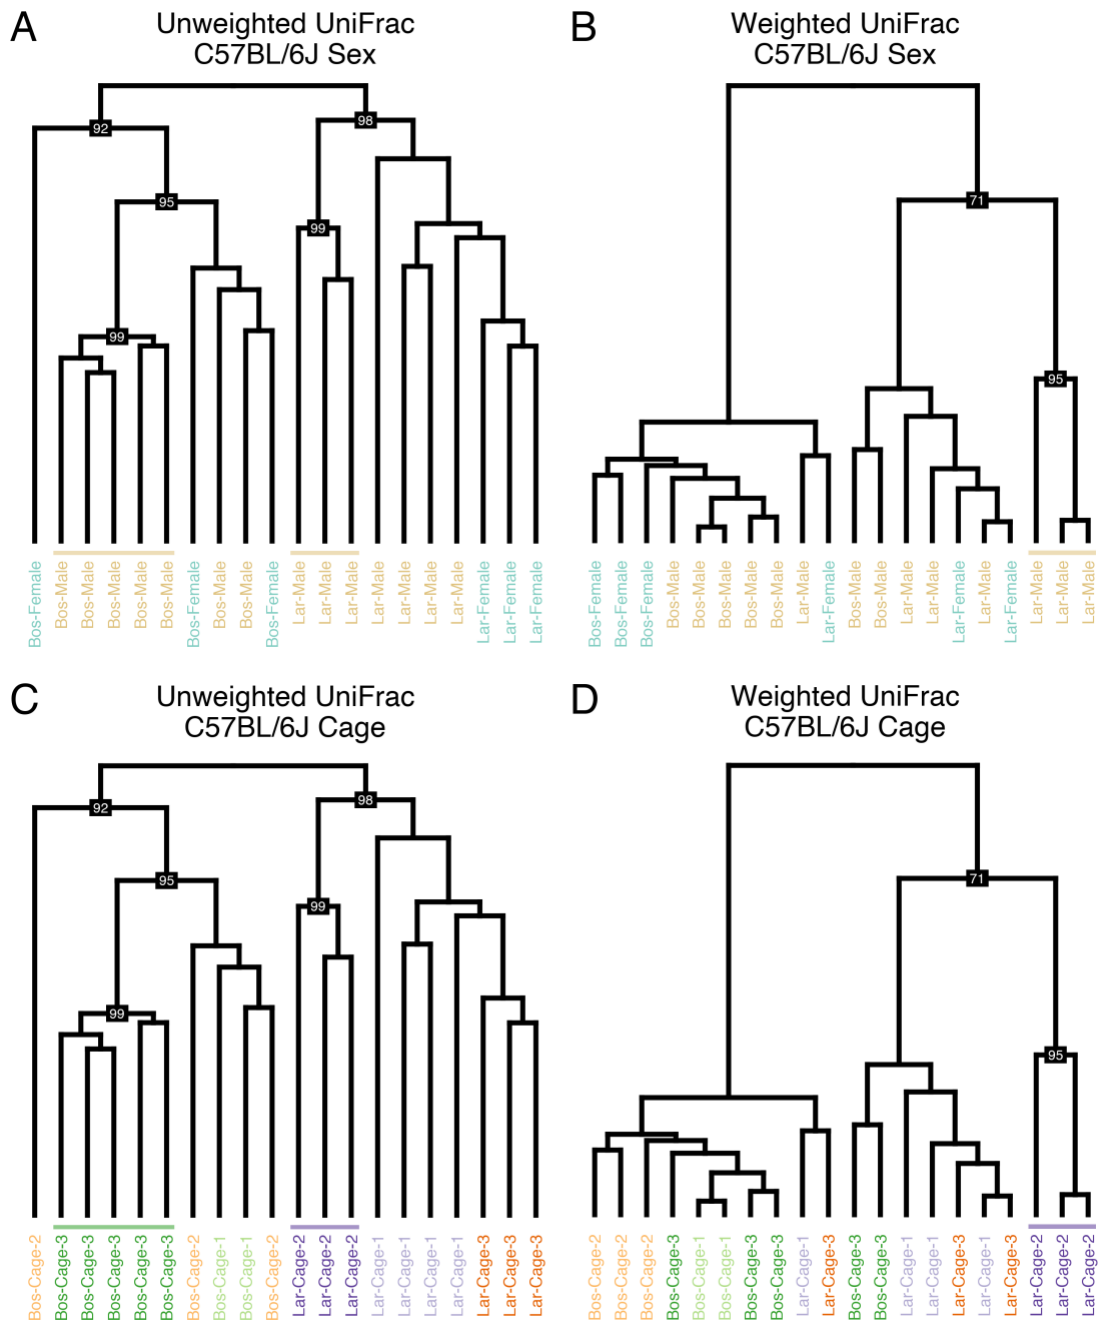 A
Unweighted UniFrac
C57BL/6J Sex
92
98
95
99
99
Bos-Female
Bos-Male
Bos-Male
Bos-Male
Bos-Male
Bos-Male
Bos-Female
Bos-Male
Bos-Male
Bos-Female
Lar-Male
Lar-Male
Lar-Male
Lar-Male
Lar-Male
Lar-Male
Lar-Male
Lar-Female
Lar-Female
Lar-Female
B
Weighted UniFrac
C57BL/6J Sex
71
95
Bos-Female
Bos-Female
Bos-Female
Bos-Male
Bos-Male
Bos-Male
Bos-Male
Bos-Male
Lar-Male
Lar-Female
Bos-Male
Bos-Male
Lar-Male
Lar-Male
Lar-Female
Lar-Male
Lar-Female
Lar-Male
Lar-Male
Lar-Male
C
Unweighted UniFrac
C57BL/6J Cage
92
98
95
99
99
Bos-Cage-2
Bos-Cage-3
Bos-Cage-3
Bos-Cage-3
Bos-Cage-3
Bos-Cage-3
Bos-Cage-2
Bos-Cage-1
Bos-Cage-1
Bos-Cage-2
Lar-Cage-2
Lar-Cage-2
Lar-Cage-2
Lar-Cage-1
Lar-Cage-1
Lar-Cage-1
Lar-Cage-1
Lar-Cage-3
Lar-Cage-3
Lar-Cage-3
D
Weighted UniFrac
C57BL/6J Cage
71
95
Bos-Cage-2
Bos-Cage-2
Bos-Cage-2
Bos-Cage-3
Bos-Cage-1
Bos-Cage-1
Bos-Cage-3
Bos-Cage-3
Lar-Cage-1
Lar-Cage-3
Bos-Cage-3
Bos-Cage-3
Lar-Cage-1
Lar-Cage-1
Lar-Cage-3
Lar-Cage-1
Lar-Cage-3
Lar-Cage-2
Lar-Cage-2
Lar-Cage-2